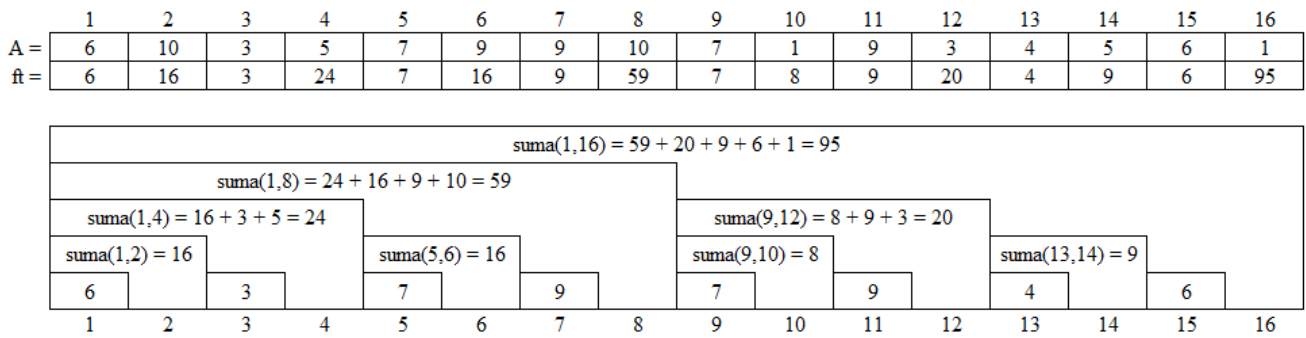 1 2 3 4 5 6 7 8 9 10 11 12 13 14 15 16
A = 6 10 3 5 7 9 9 10 7 1 9 3 4 5 6 1
ft = 6 16 3 24 7 16 9 59 7 8 9 20 4 9 6 95
suma(1,16) = 59 + 20 + 9 + 6 + 1 = 95
suma(1,8) = 24 + 16 + 9 + 10 = 59
suma(1,4) = 16 + 3 + 5 = 24 suma(9,12) = 8 + 9 + 3 = 20
suma(1,2) = 16 suma(5,6) = 16 suma(9,10) = 8 suma(13,14) = 9
6 3 7 9 7 9 4 6
1 2 3 4 5 6 7 8 9 10 11 12 13 14 15 16